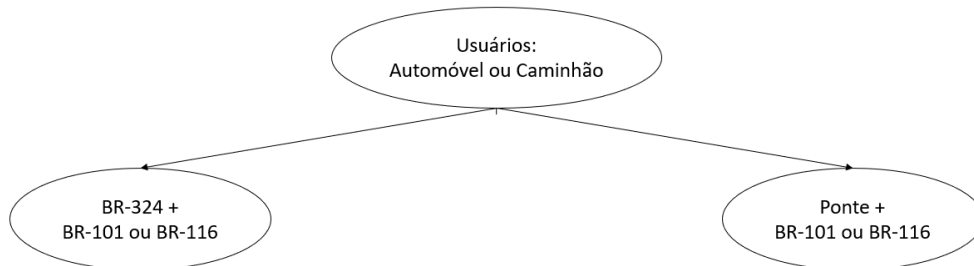 Usuários:
Automóvel ou Caminhão
BR-324 +
BR-101 ou BR-116
Ponte +
BR-101 ou BR-116